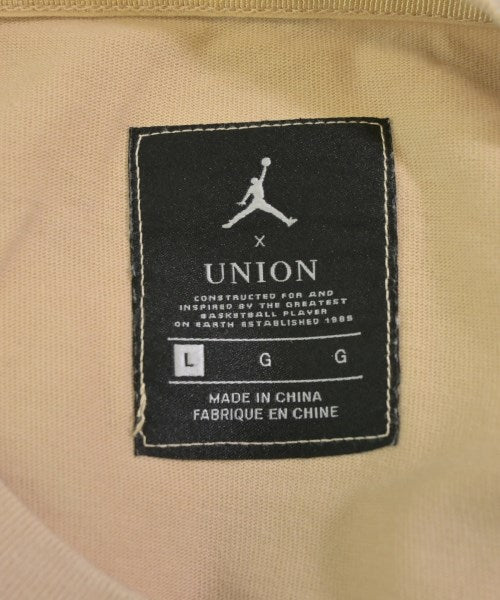 X
UNION
CONSTRUCTED FOR AND
INSPIRED BY THE GREATEST
BASKETBALL PLAYER
ON EARTH ESTABLISHED 1985
L G G
MADE IN CHINA
FABRIQUE EN CHINE